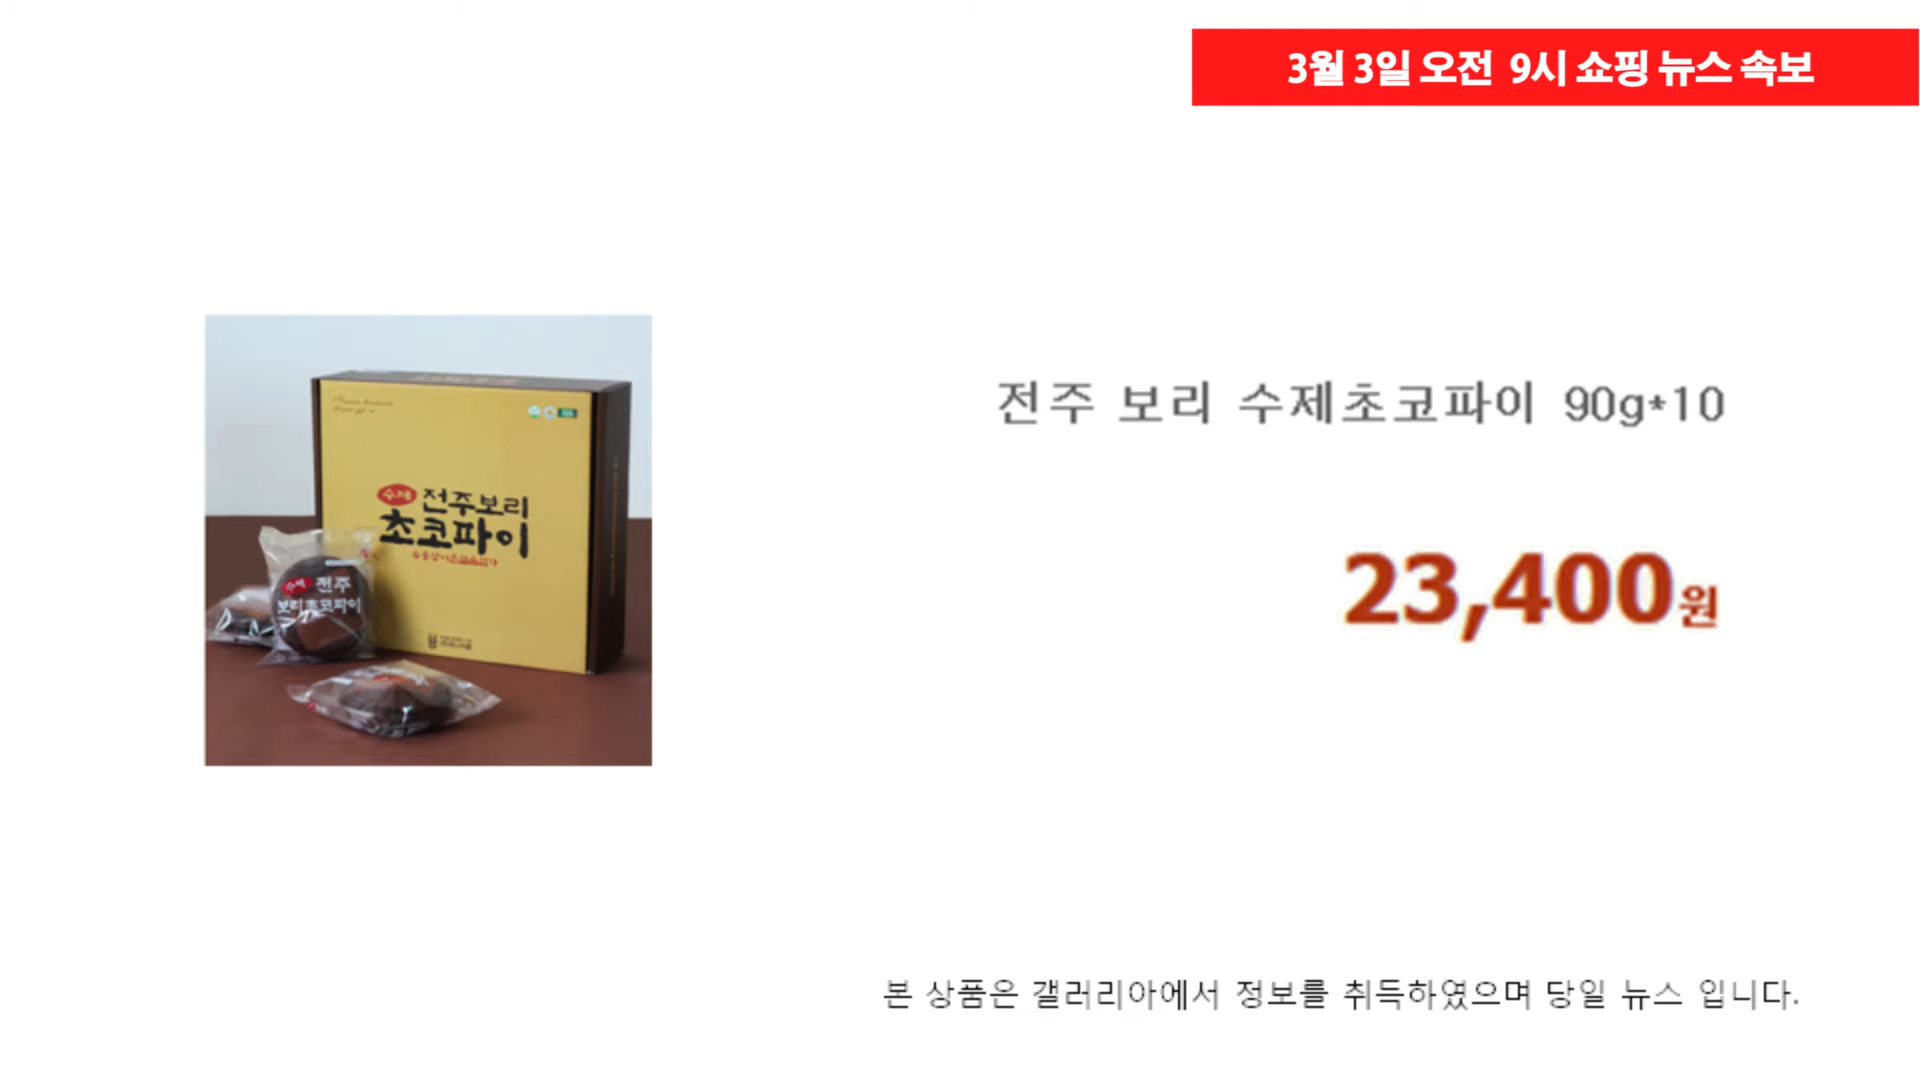 3월 3일 오전 9시 쇼핑 뉴스 속보
전주 보리 수제초코파이 90g*10
23,400원
수제 전주보리
초코파이
수제 전주
보리초코파이
본 상품은 갤러리아에서 정보를 취득하였으며 당일 뉴스 입니다.